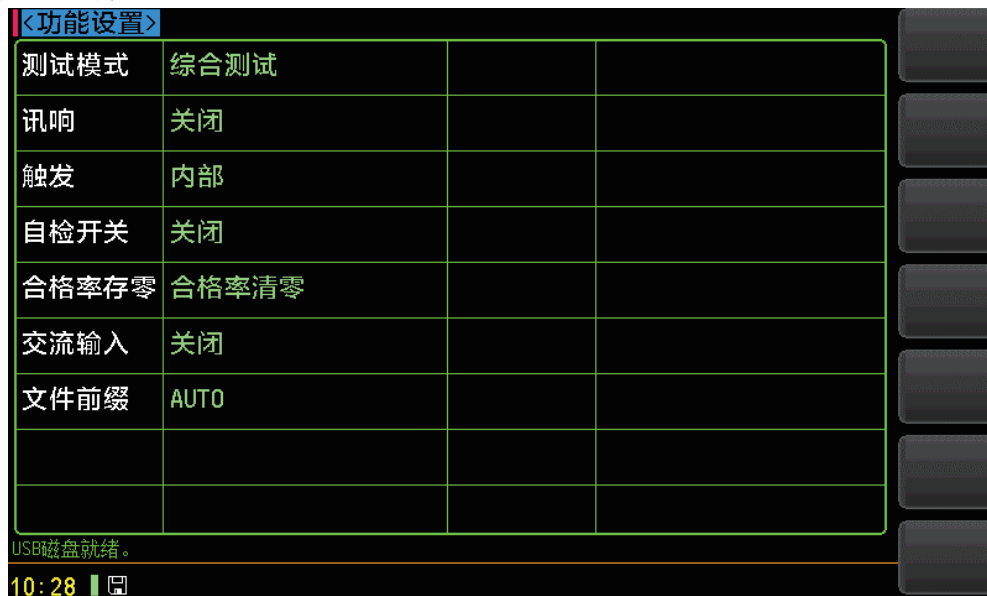 <功能设置>
测试模式 综合测试
讯响 关闭
触发 内部
自检开关 关闭
合格率存零 合格率清零
交流输入 关闭
文件前缀 AUTO
USB磁盘就绪。
10:28